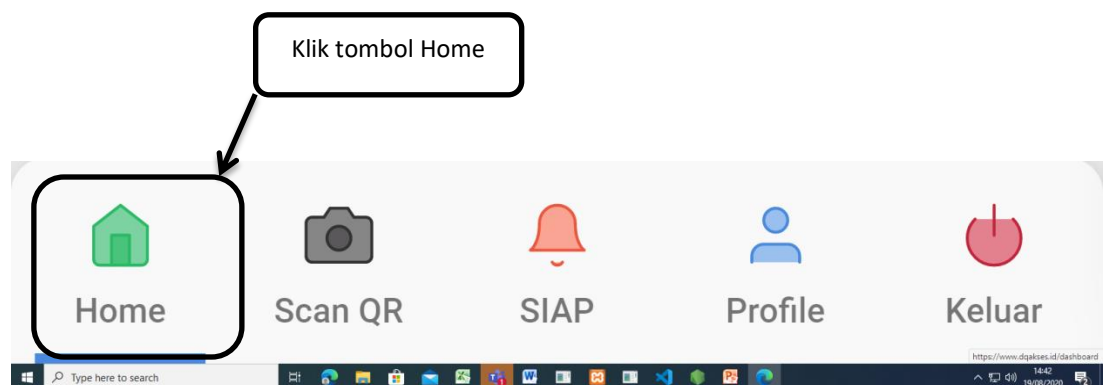 Klik tombol Home
Home Scan QR SIAP Profile Keluar
https://www.dqakses.id/dashboard
Type here to search
14:42
19/08/2020